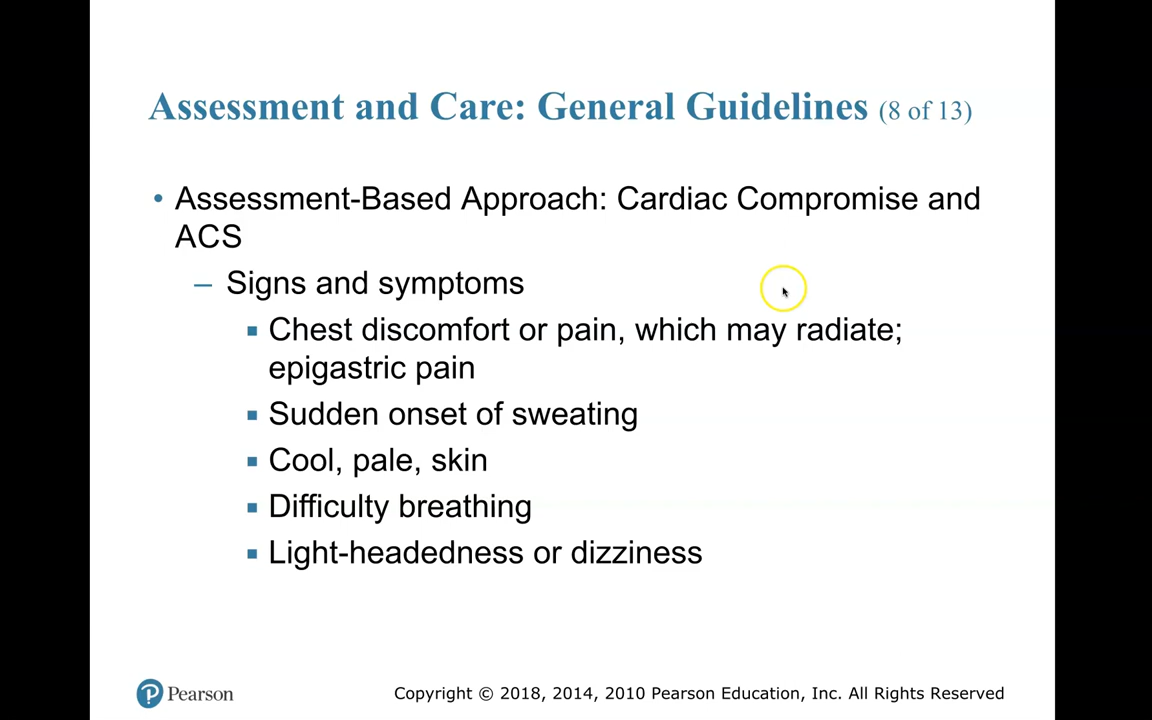 Assessment and Care: General Guidelines (8 of 13)
• Assessment-Based Approach: Cardiac Compromise and
ACS
– Signs and symptoms
▪ Chest discomfort or pain, which may radiate;
epigastric pain
▪ Sudden onset of sweating
▪ Cool, pale, skin
▪ Difficulty breathing
▪ Light-headedness or dizziness
Pearson
Copyright © 2018, 2014, 2010 Pearson Education, Inc. All Rights Reserved